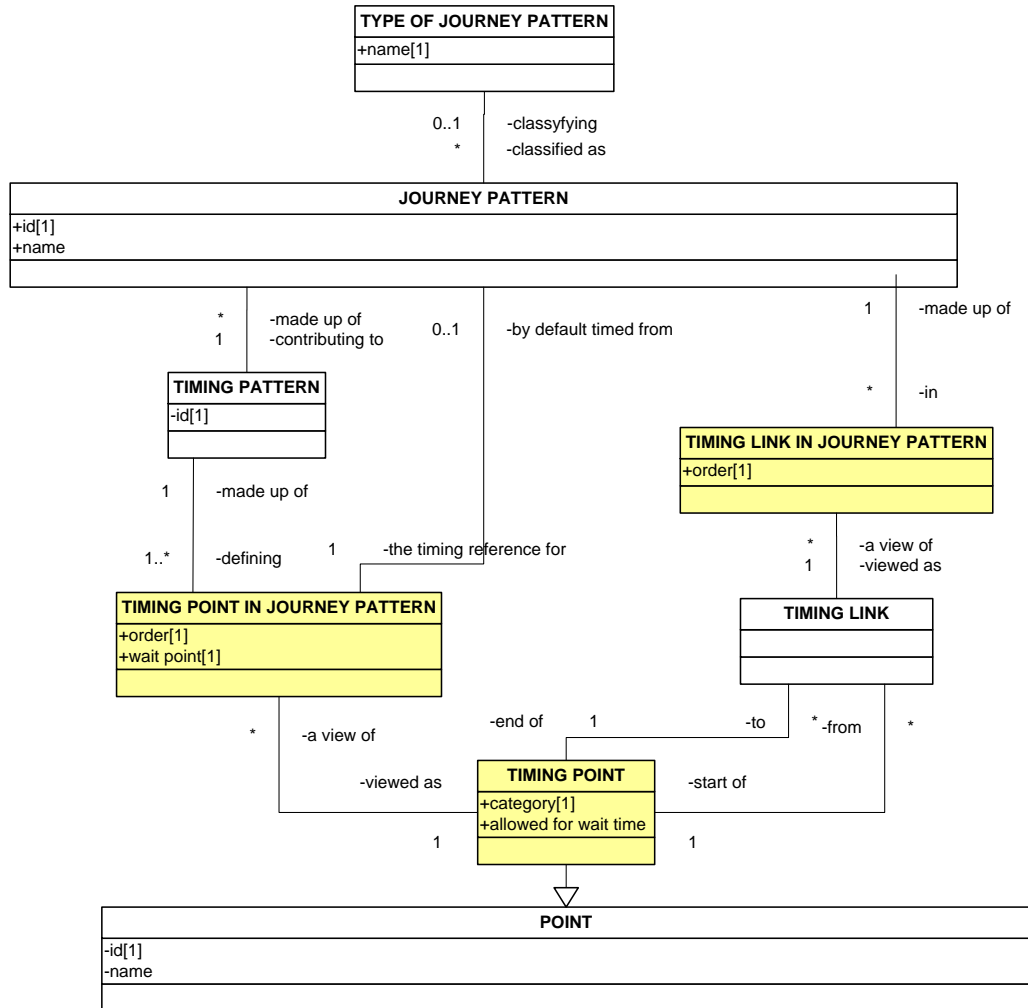 TYPE OF JOURNEY PATTERN
+name[1]
0..1 -classyfying
* -classified as
JOURNEY PATTERN
+id[1]
+name
* -made up of
1 -contributing to
0..1 -by default timed from
1 -made up of
TIMING PATTERN
-id[1]
* -in
TIMING LINK IN JOURNEY PATTERN
+order[1]
1 -made up of
1..* -defining
1 -the timing reference for
* -a view of
1 -viewed as
TIMING POINT IN JOURNEY PATTERN
+order[1]
+wait point[1]
TIMING LINK
* -a view of
-end of 1 -to * -from *
-viewed as
TIMING POINT
-start of
+category[1]
+allowed for wait time
1 1
POINT
-id[1]
-name